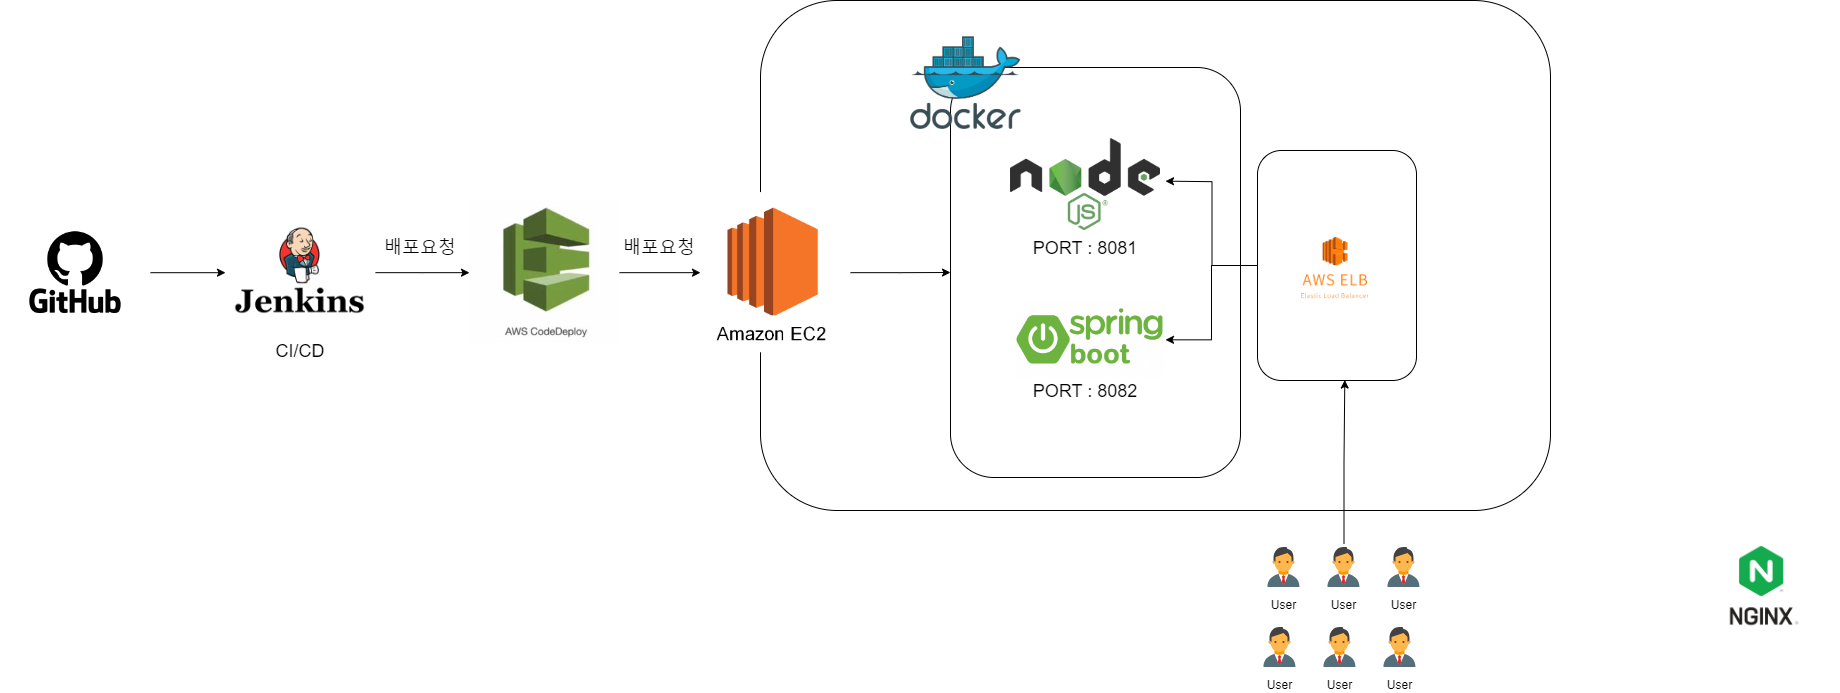 docker
node
JS
PORT : 8081
GitHub
Jenkins
CI/CD
배포요청
AWS CodeDeploy
배포요청
Amazon EC2
spring
boot
PORT : 8082
AWS ELB
Elastic Load Balancer
User
User
User
User
User
User
N
NGINX